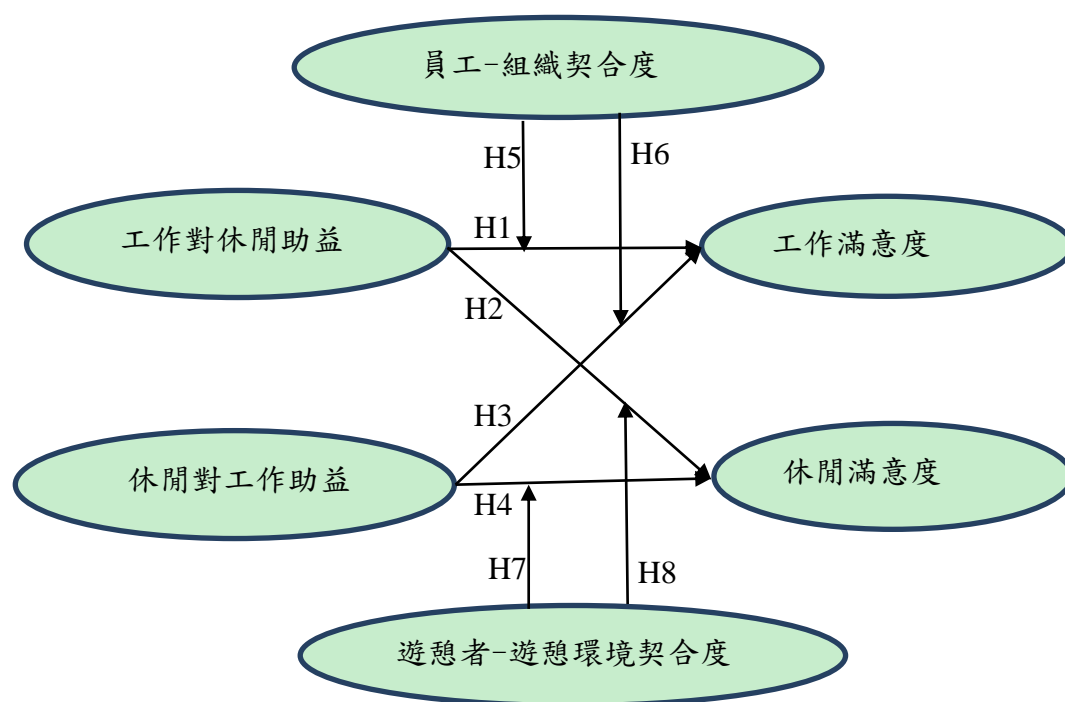 員工-組織契合度
H5
H6
工作對休閒助益
H1
工作滿意度
H2
H3
休閒對工作助益
H4
休閒滿意度
H7
H8
遊憩者-遊憩環境契合度